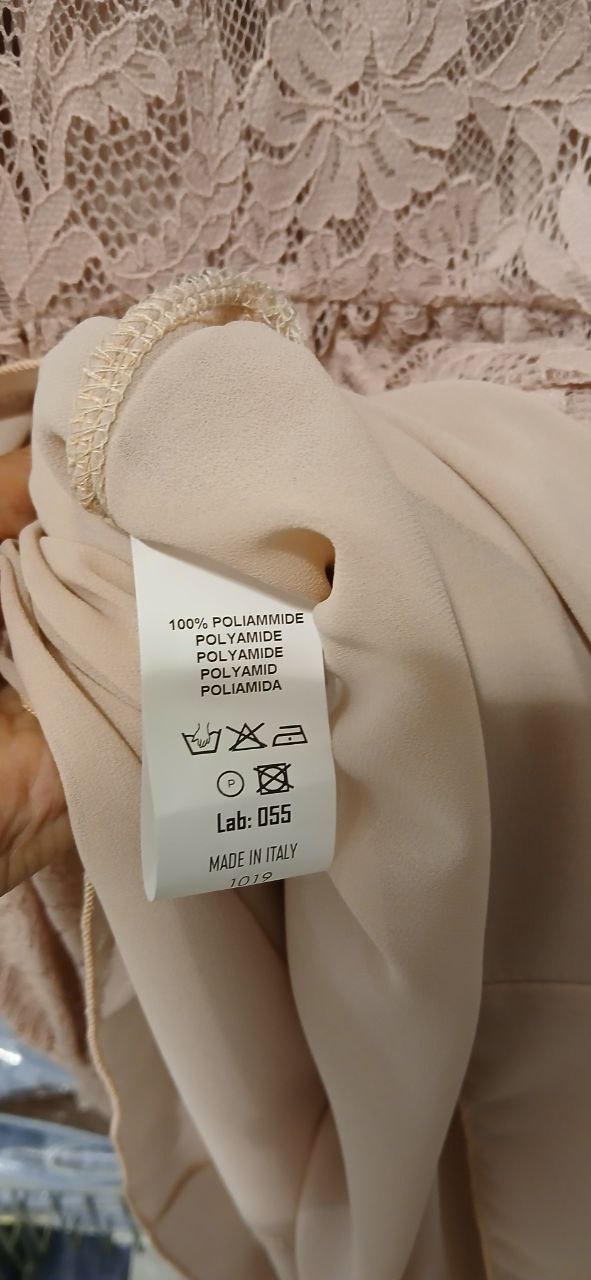 100% POLIAMMIDE
POLYAMIDE
POLYAMIDE
POLYAMID
POLIAMIDA
P
Lab: 055
MADE IN ITALY
1019